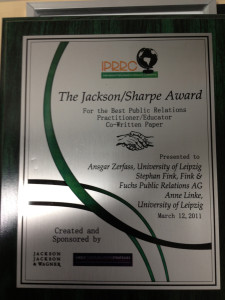 IPRRC
The Jackson/Sharpe Award
For the Best Public Relations
Practitioner/Educator
Co-Written Paper
Presented to
Ansgar Zerfass, University of Leipzig
Stephan Fink, Fink &
Fuchs Public Relations AG
Anne Linke,
University of Leipzig
March 12, 2011
Created and
Sponsored by
JACKSON
JACKSON
& WAGNER